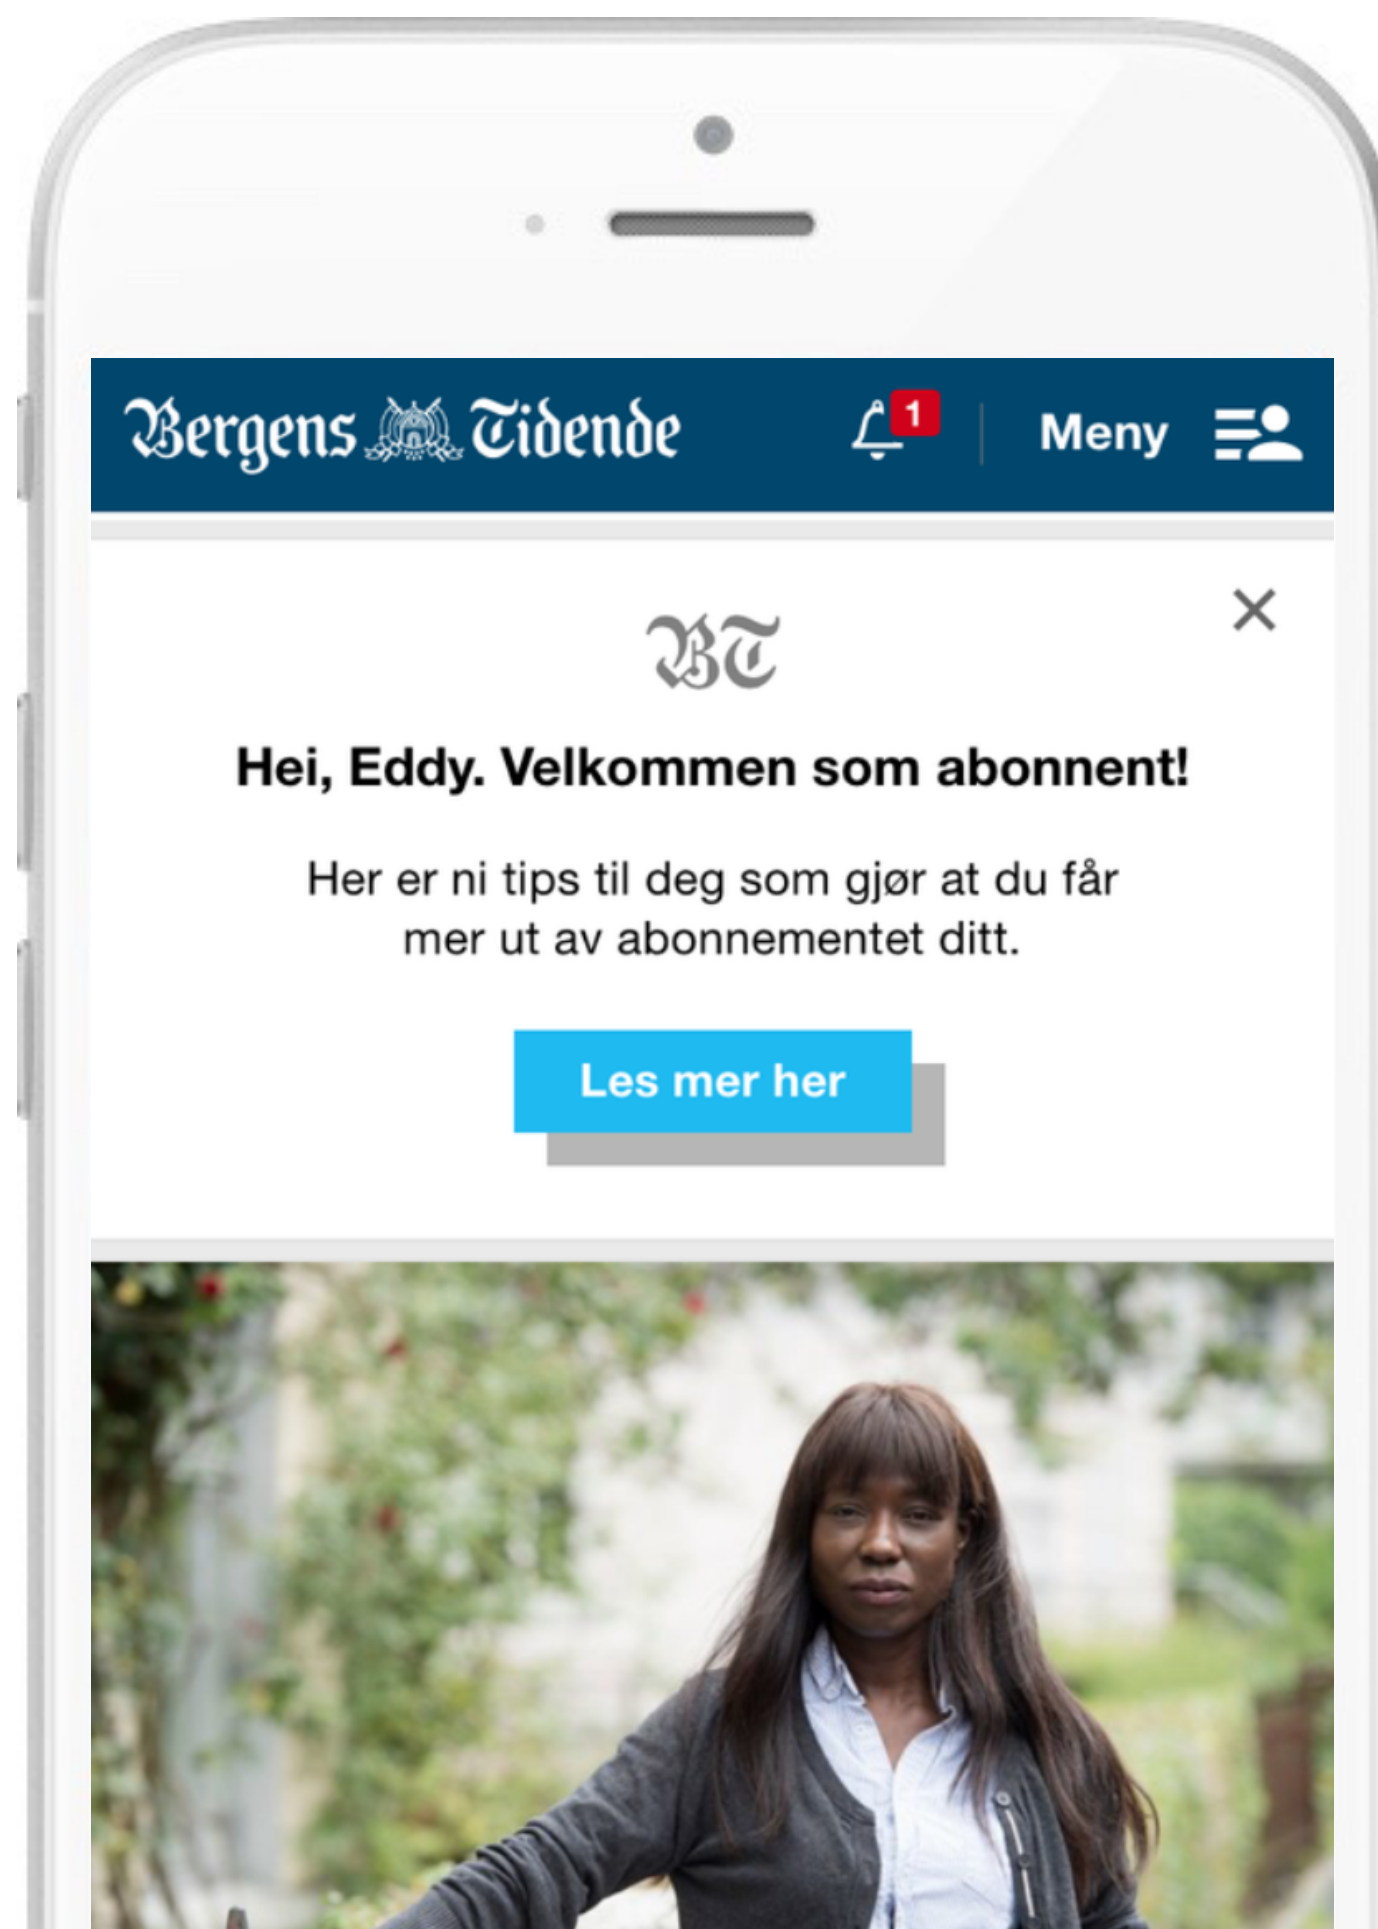 Bergens Tidende
1
Meny
BT
Hei, Eddy. Velkommen som abonnent!
Her er ni tips til deg som gjør at du får
mer ut av abonnementet ditt.
Les mer her